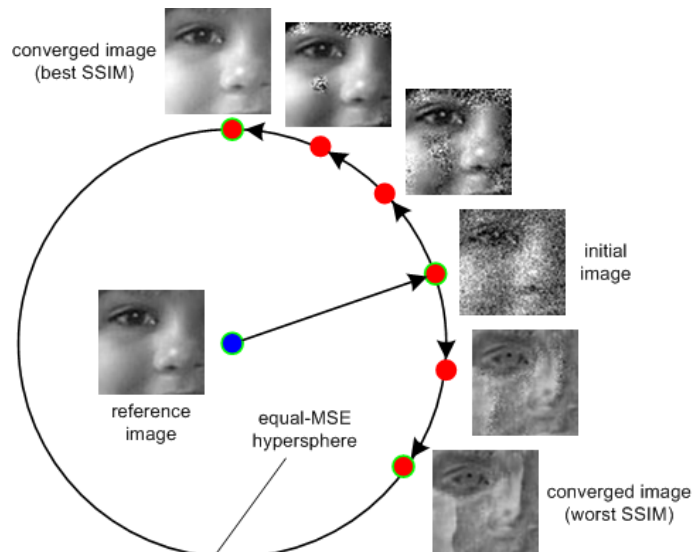 converged image
(best SSIM)
initial
image
reference
image
equal-MSE
hypersphere
converged image
(worst SSIM)